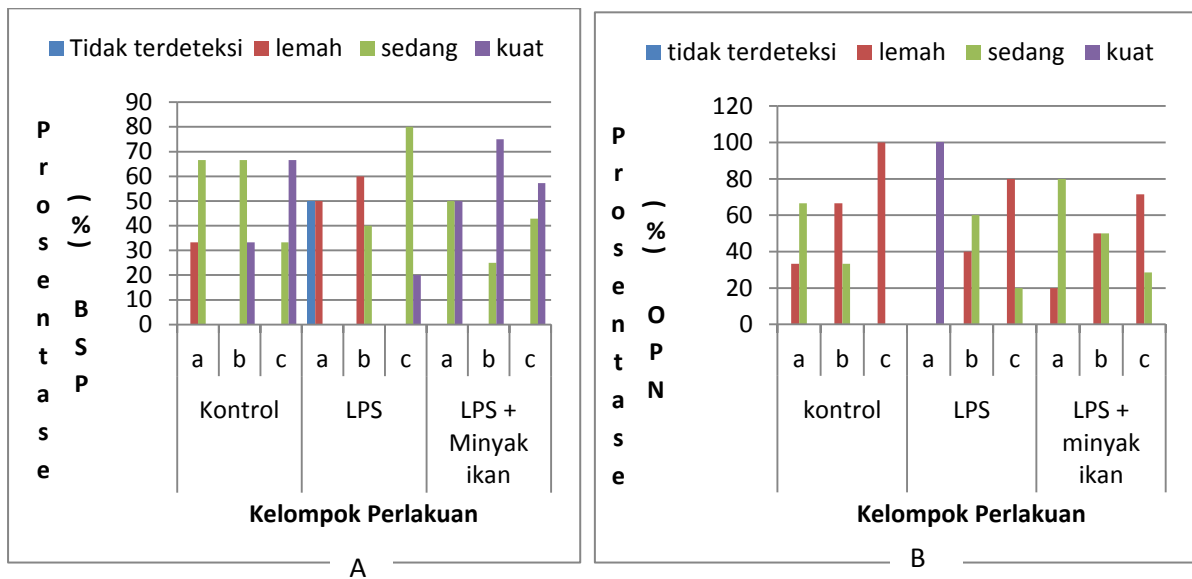 Tidak terdeteksi lemah sedang kuat
Prosentase
BSP (%)
90
80
70
60
50
40
30
20
10
0
a b c a b c a b c
Kontrol LPS LPS +
Minyak
ikan
Kelompok Perlakuan
A
tidak terdeteksi lemah sedang kuat
Prosentase
OPN (%)
120
100
80
60
40
20
0
a b c a b c a b c
kontrol LPS LPS +
minyak
ikan
Kelompok Perlakuan
B